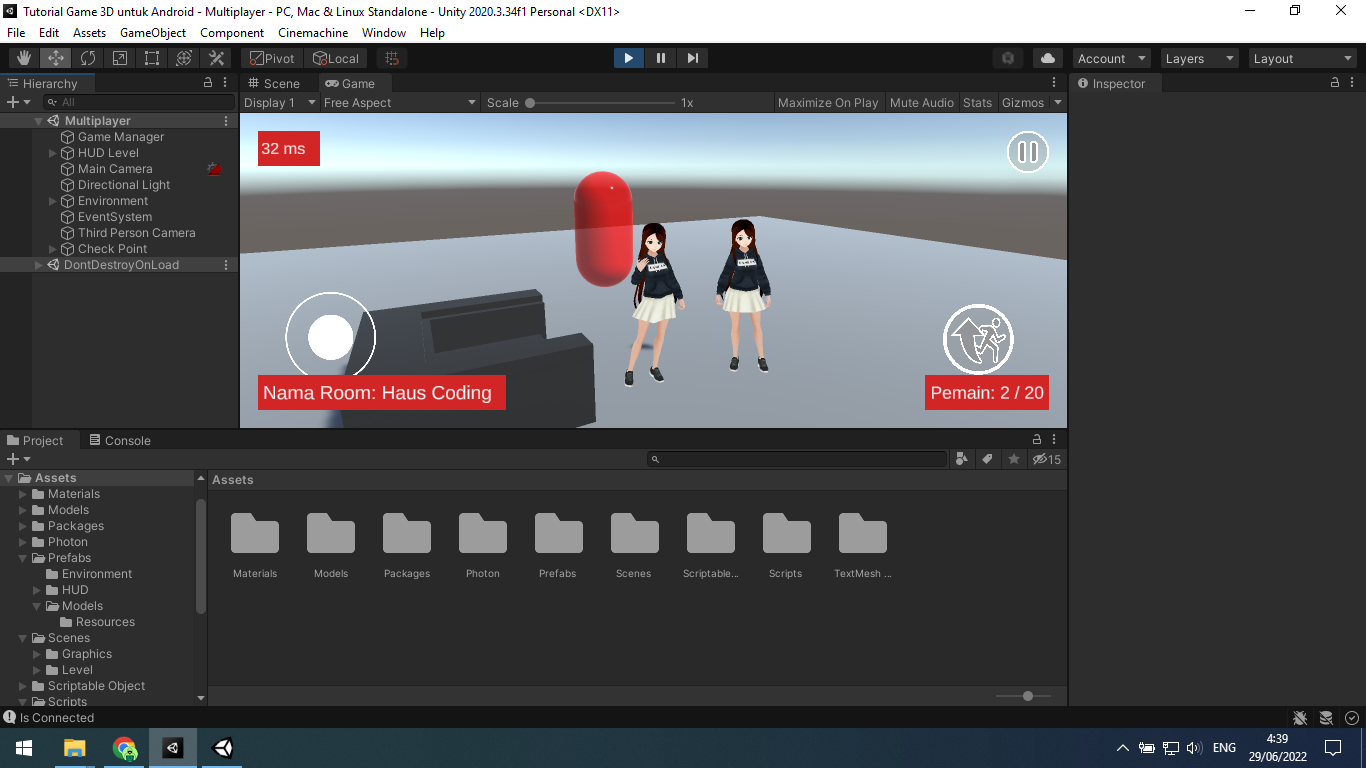 Tutorial Game 3D untuk Android - Multiplayer - PC, Mac & Linux Standalone - Unity 2020.3.34f1 Personal <DX11>
File Edit Assets GameObject Component Cinemachine Window Help
Pivot Local Account Layers Layout
Hierarchy Scene Game Inspector
All Display 1 Free Aspect Scale 1x Maximize On Play Mute Audio Stats Gizmos
Multiplayer
Game Manager
HUD Level
Main Camera
Directional Light
Environment
EventSystem
Third Person Camera
Check Point
DontDestroyOnLoad
32 ms
Nama Room: Haus Coding
Pemain: 2 / 20
Project Console
15
Assets
Materials
Models
Packages
Photon
Prefabs
Environment
HUD
Models
Resources
Scenes
Graphics
Level
Scriptable Object
Scripts
Assets
Materials Models Packages Photon Prefabs Scenes Scriptable... Scripts TextMesh ...
Is Connected
ENG
4:39
29/06/2022